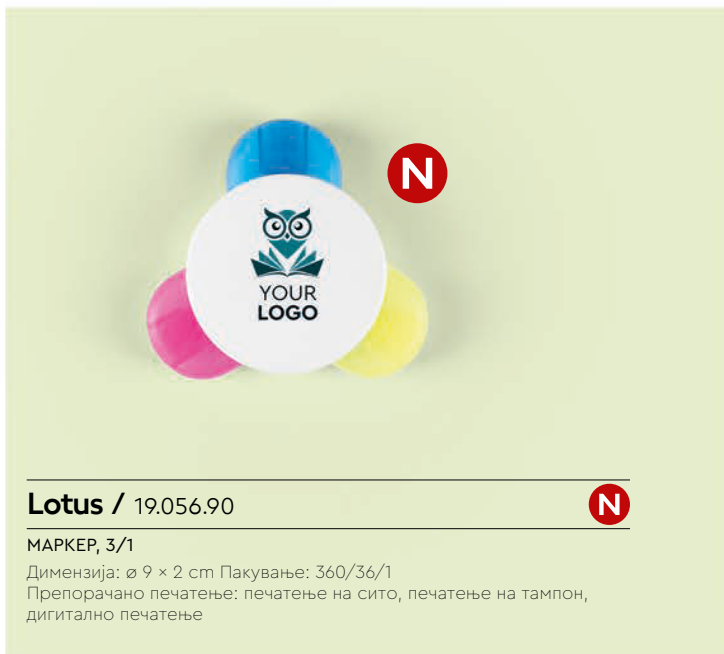 N
YOUR
LOGO
Lotus / 19.056.90
N
МАРКЕР, 3/1
Димензија: ø 9 × 2 cm Пакување: 360/36/1
Препорачано печатење: печатење на сито, печатење на тампон,
дигитално печатење